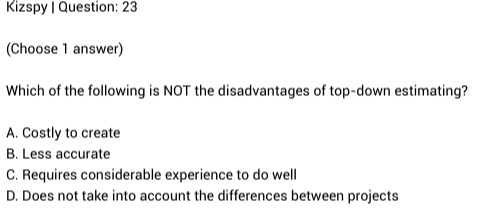 Kizspy | Question: 23
(Choose 1 answer)
Which of the following is NOT the disadvantages of top-down estimating?
A. Costly to create
B. Less accurate
C. Requires considerable experience to do well
D. Does not take into account the differences between projects